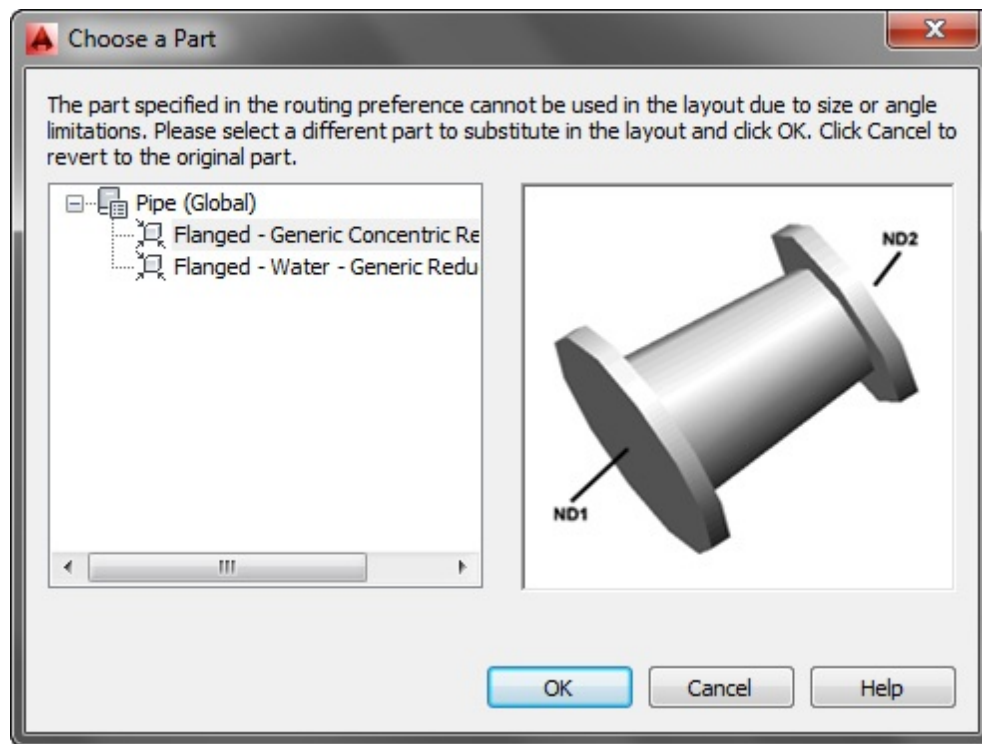 Choose a Part
The part specified in the routing preference cannot be used in the layout due to size or angle
limitations. Please select a different part to substitute in the layout and click OK. Click Cancel to
revert to the original part.
Pipe (Global)
Flanged - Generic Concentric Re
Flanged - Water - Generic Redu
ND2
ND1
OK
Cancel
Help